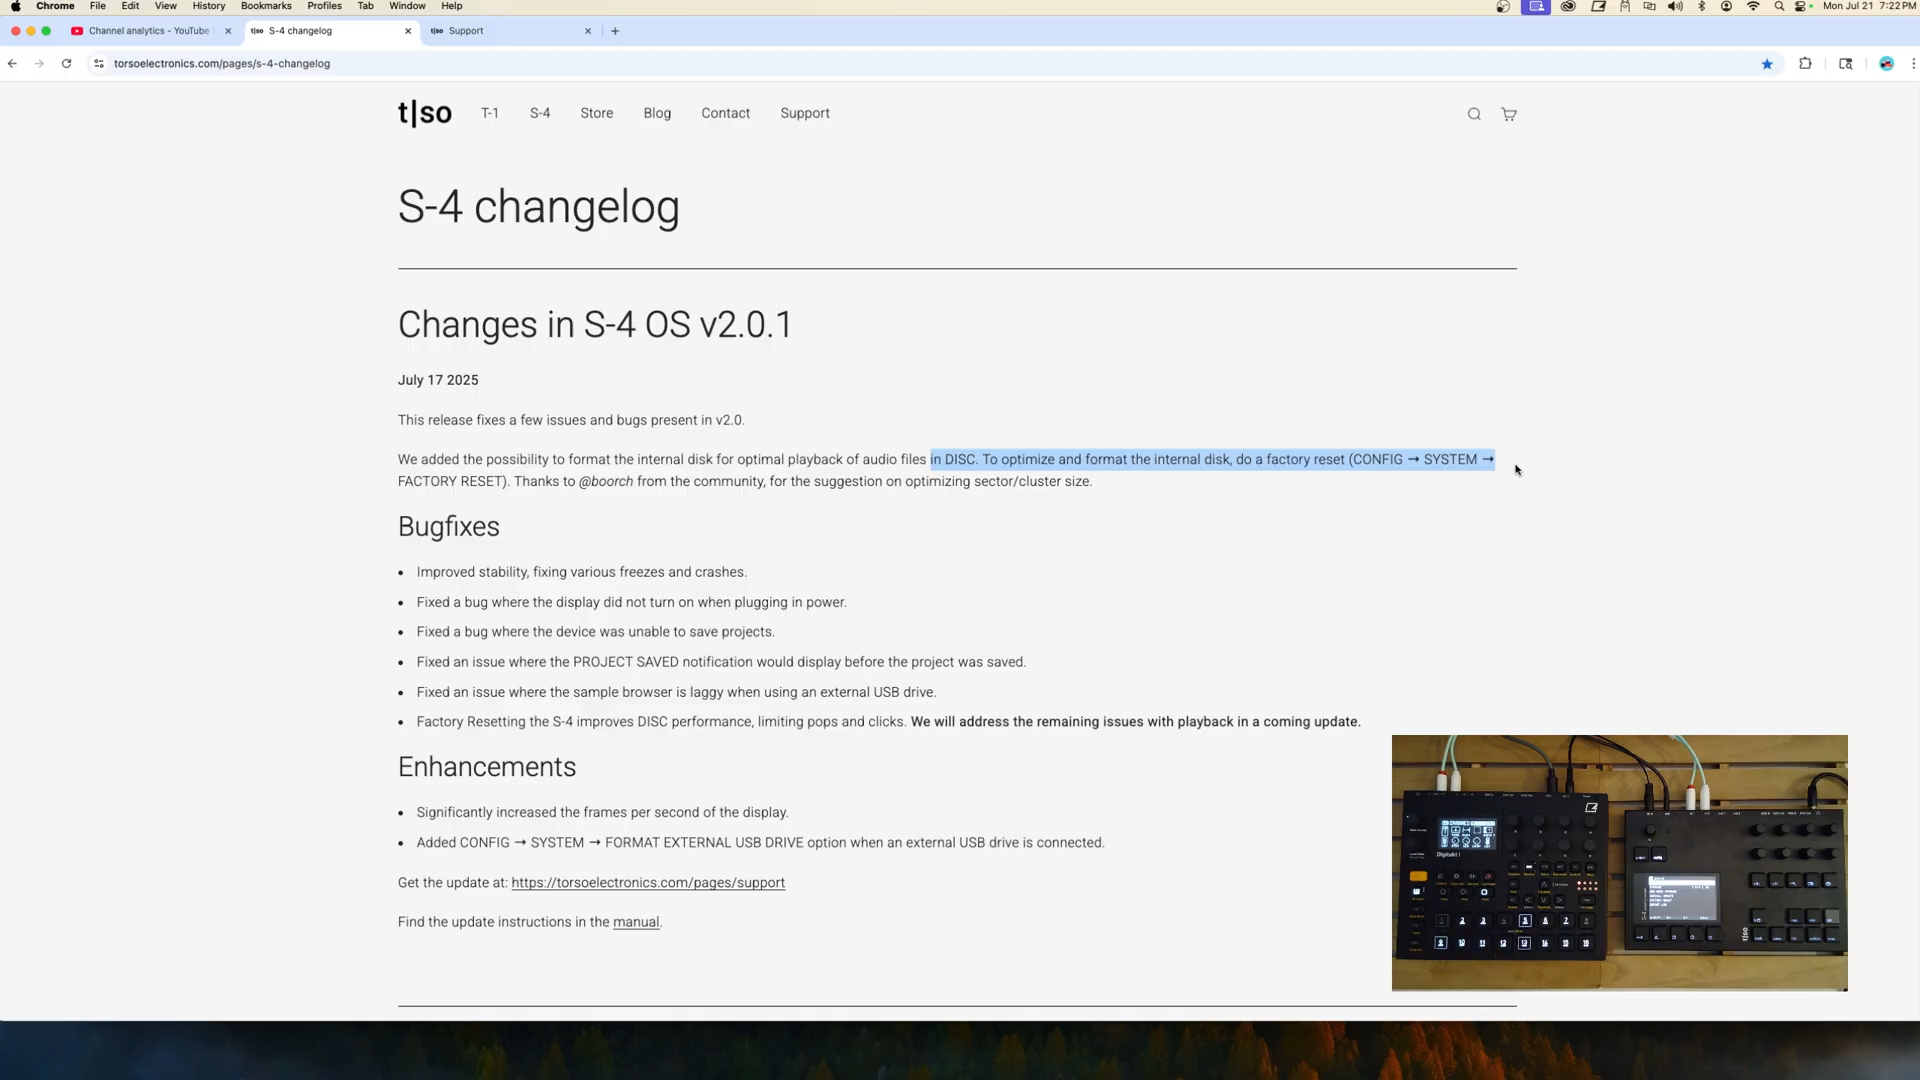 Chrome File Edit View History Bookmarks Profiles Tab Window Help Mon Jul 21 7:22 PM
Channel analytics - YouTube t|so S-4 changelog t|so Support
torsoelectronics.com/pages/s-4-changelog
t|so T-1 S-4 Store Blog Contact Support
S-4 changelog
Changes in S-4 OS v2.0.1
July 17 2025
This release fixes a few issues and bugs present in v2.0.
We added the possibility to format the internal disk for optimal playback of audio files in DISC. To optimize and format the internal disk, do a factory reset (CONFIG → SYSTEM →
FACTORY RESET). Thanks to @boorch from the community, for the suggestion on optimizing sector/cluster size.
Bugfixes
• Improved stability, fixing various freezes and crashes.
• Fixed a bug where the display did not turn on when plugging in power.
• Fixed a bug where the device was unable to save projects.
• Fixed an issue where the PROJECT SAVED notification would display before the project was saved.
• Fixed an issue where the sample browser is laggy when using an external USB drive.
• Factory Resetting the S-4 improves DISC performance, limiting pops and clicks. We will address the remaining issues with playback in a coming update.
Enhancements
• Significantly increased the frames per second of the display.
• Added CONFIG → SYSTEM → FORMAT EXTERNAL USB DRIVE option when an external USB drive is connected.
Get the update at: https://torsoelectronics.com/pages/support
Find the update instructions in the manual.
Digitakt
t|so